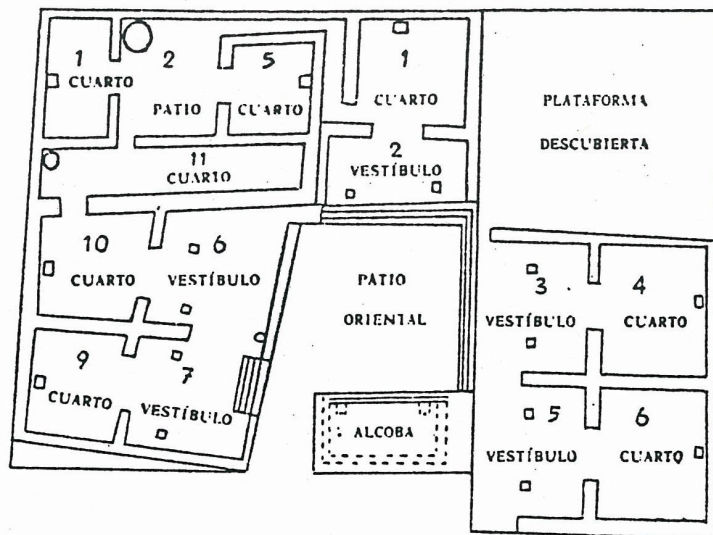 1
CUARTO
2
PATIO
5
CUARTO
1
CUARTO
2
VESTÍBULO
PLATAFORMA
DESCUBIERTA
11
CUARTO
10
CUARTO
6
VESTÍBULO
PATIO
ORIENTAL
3
VESTÍBULO
4
CUARTO
9
CUARTO
7
VESTÍBULO
ALCOBA
5
VESTÍBULO
6
CUARTO